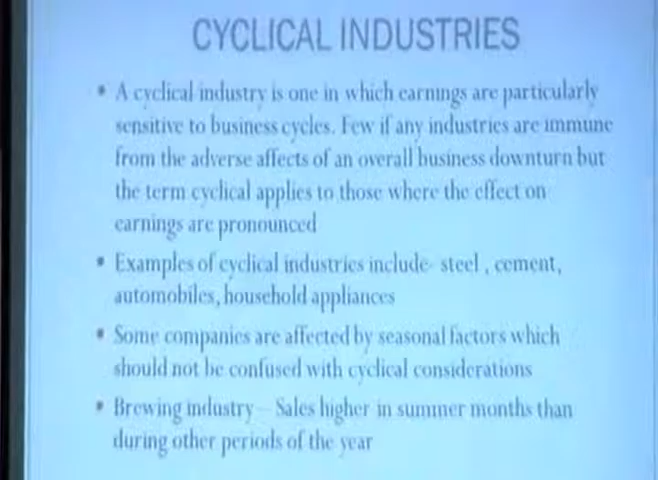 CYCLICAL INDUSTRIES
• A cyclical industry is one in which earnings are particularly
sensitive to business cycles. Few if any industries are immune
from the adverse affects of an overall business downturn but
the term cyclical applies to those where the effect on
earnings are pronounced
• Examples of cyclical industries include- steel , cement,
automobiles, household appliances
• Some companies are affected by seasonal factors which
should not be confused with cyclical considerations
• Brewing industry – Sales higher in summer months than
during other periods of the year